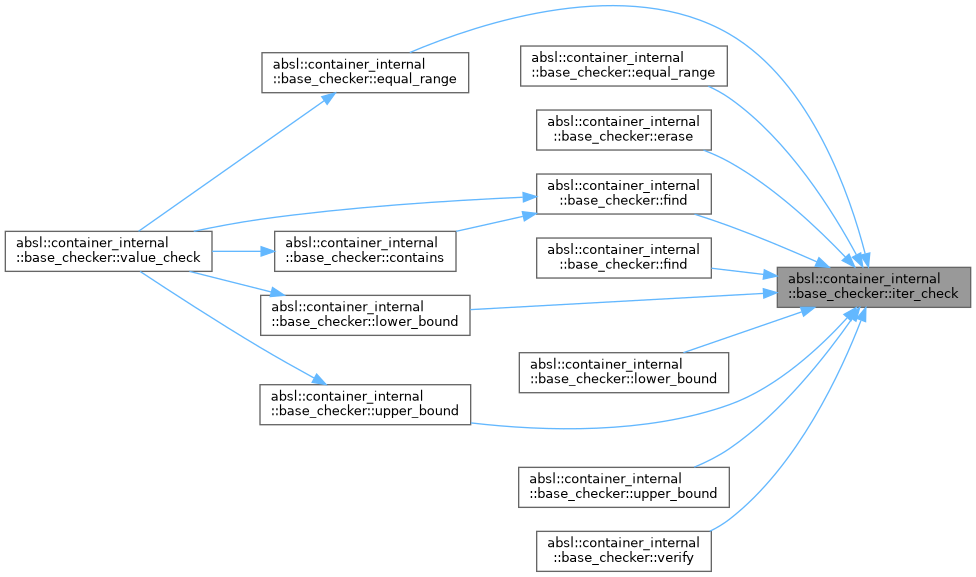 absl::container_internal
::base_checker::equal_range
absl::container_internal
::base_checker::equal_range
absl::container_internal
::base_checker::erase
absl::container_internal
::base_checker::find
absl::container_internal
::base_checker::value_check
absl::container_internal
::base_checker::contains
absl::container_internal
::base_checker::find
absl::container_internal
::base_checker::iter_check
absl::container_internal
::base_checker::lower_bound
absl::container_internal
::base_checker::lower_bound
absl::container_internal
::base_checker::upper_bound
absl::container_internal
::base_checker::upper_bound
absl::container_internal
::base_checker::verify